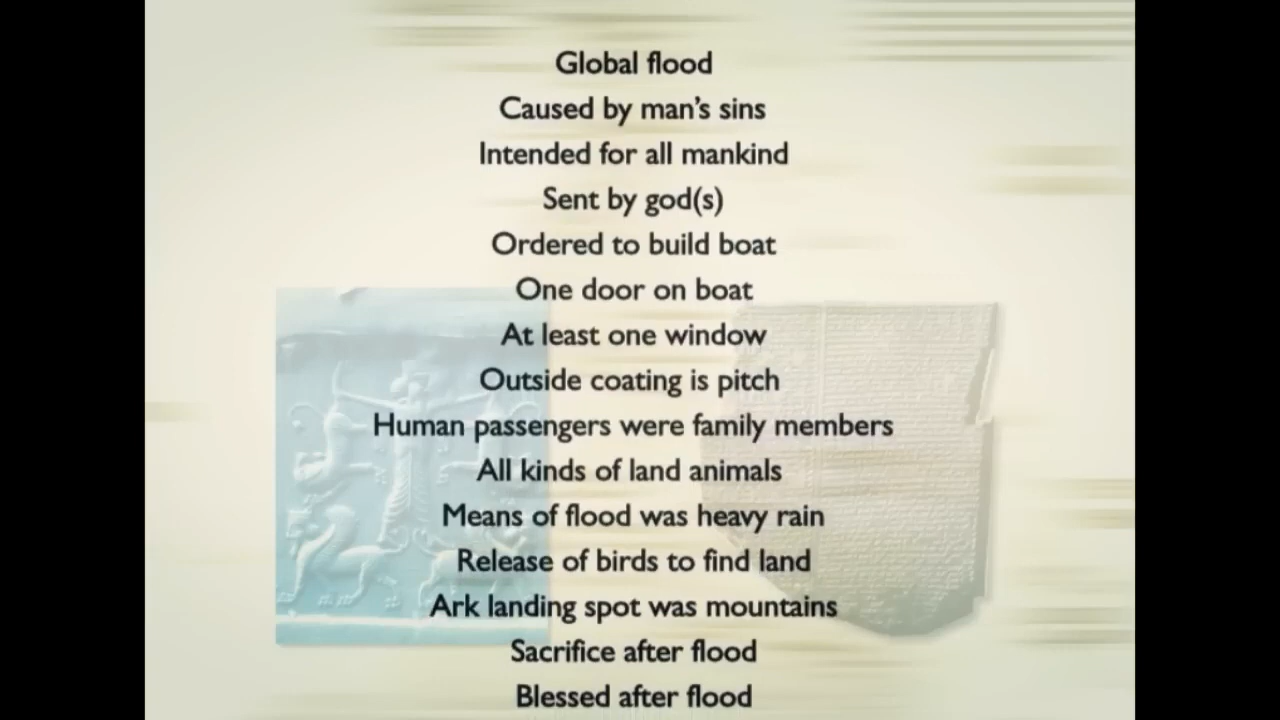 Global flood
Caused by man's sins
Intended for all mankind
Sent by god(s)
Ordered to build boat
One door on boat
At least one window
Outside coating is pitch
Human passengers were family members
All kinds of land animals
Means of flood was heavy rain
Release of birds to find land
Ark landing spot was mountains
Sacrifice after flood
Blessed after flood